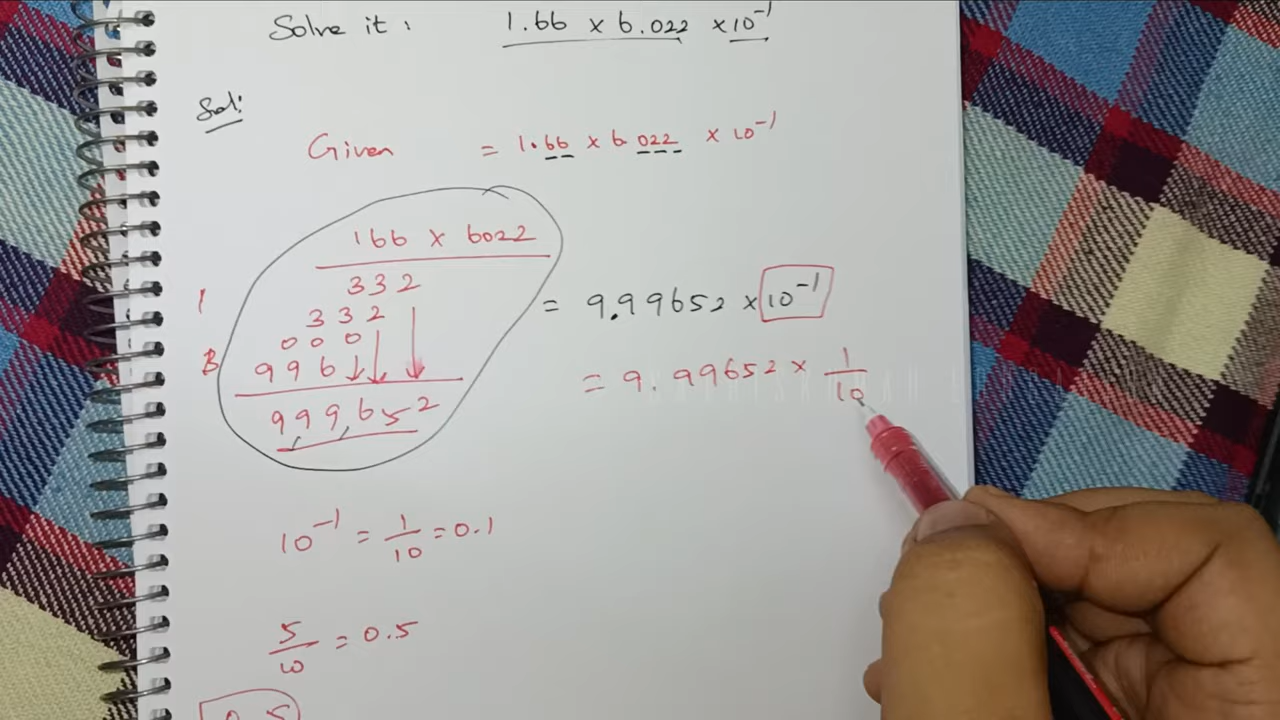 Solve it : 1.66 × 6.022 × 10⁻¹
Sol:
Given = 1.66 × 6.022 × 10⁻¹
166 × 6022
332
332
000
996
999652
= 9.99652 × 10⁻¹
= 9.99652 × 1/10
10⁻¹ = 1/10 = 0.1
5/10 = 0.5
0.5